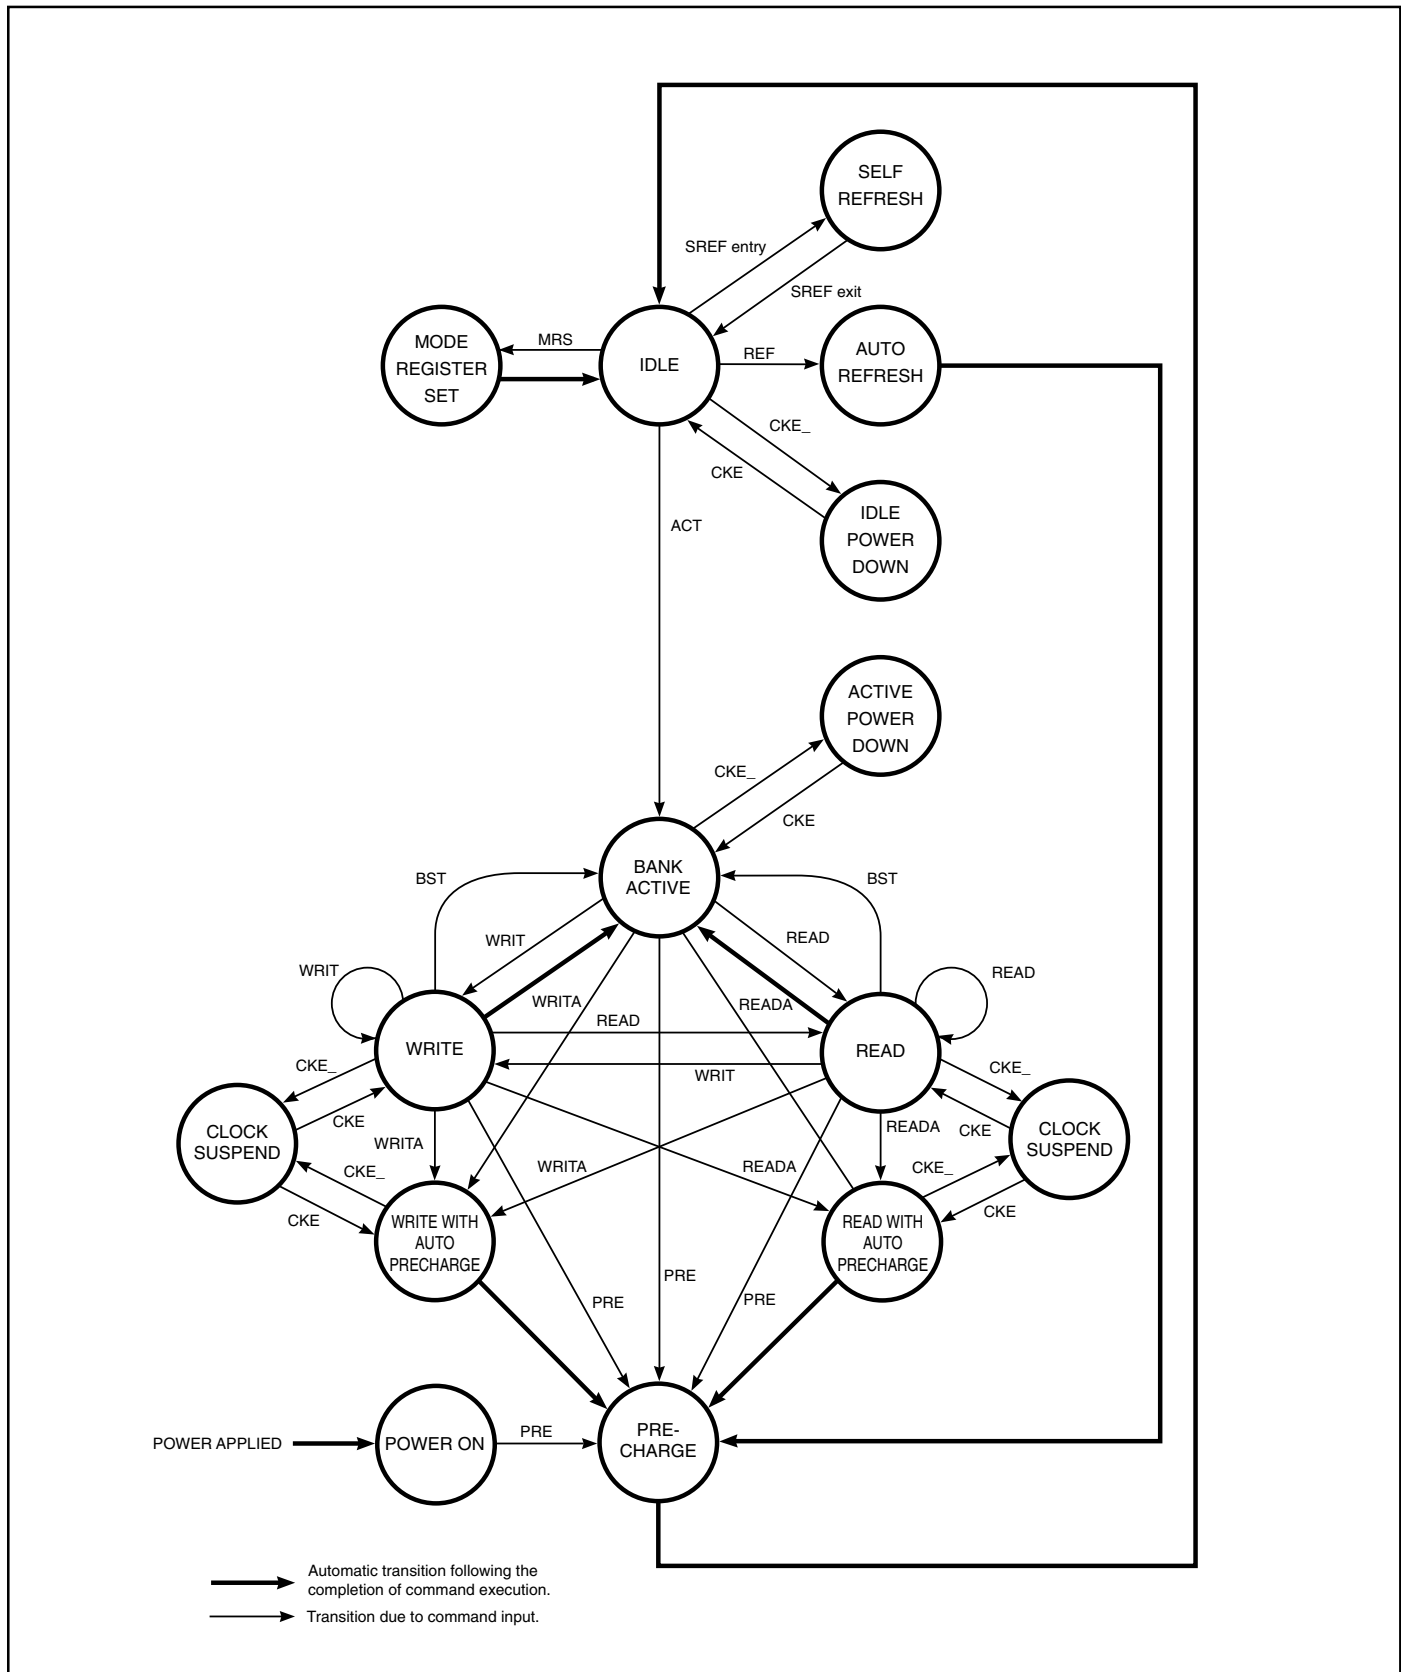 SELF
REFRESH
SREF entry
SREF exit
MODE
REGISTER
SET
MRS
IDLE
REF
AUTO
REFRESH
CKE_
CKE
IDLE
POWER
DOWN
ACT
ACTIVE
POWER
DOWN
CKE_
CKE
BANK
ACTIVE
BST
BST
WRIT
READ
WRIT
READ
WRITA
READA
READ
WRITE
READ
WRIT
CKE_
CKE_
CKE
CKE
CLOCK
SUSPEND
CLOCK
SUSPEND
WRITA
READA
CKE_
CKE_
WRITA
READA
CKE
CKE
WRITE WITH
AUTO
PRECHARGE
READ WITH
AUTO
PRECHARGE
PRE
PRE
PRE
POWER APPLIED
POWER ON
PRE
PRE-
CHARGE
Automatic transition following the
completion of command execution.
Transition due to command input.